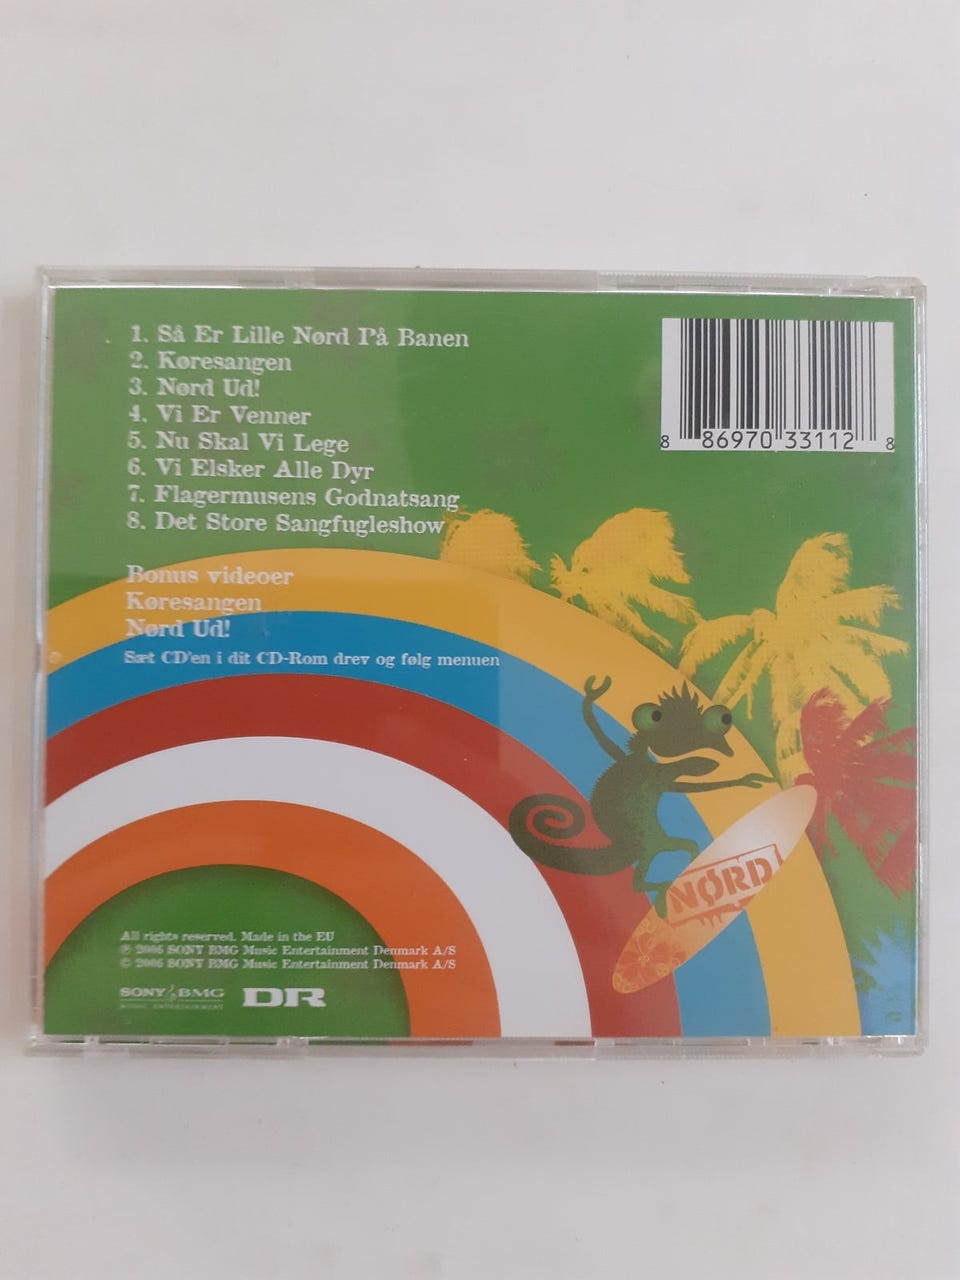 1. Så Er Lille Nørd På Banen
2. Køresangen
3. Nørd Ud!
4. Vi Er Venner
5. Nu Skal Vi Lege
6. Vi Elsker Alle Dyr
7. Flagermusens Godnatsang
8. Det Store Sangfugleshow
8 86970 33112 8
Bonus videoer
Køresangen
Nørd Ud!
Sæt CD'en i dit CD-Rom drev og følg menuen
NØRD
All rights reserved. Made in the EU
℗ 2006 SONY BMG Music Entertainment Denmark A/S
© 2006 SONY BMG Music Entertainment Denmark A/S
SONY BMG
MUSIC ENTERTAINMENT
DR